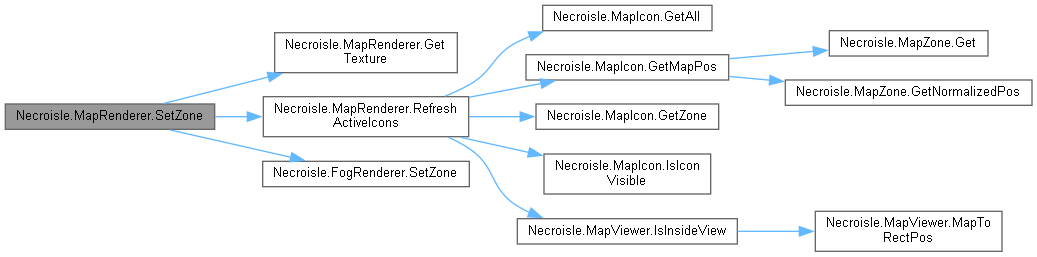 Necroisle.MapRenderer.SetZone
Necroisle.MapRenderer.Get
Texture
Necroisle.MapRenderer.Refresh
ActiveIcons
Necroisle.FogRenderer.SetZone
Necroisle.MapIcon.GetAll
Necroisle.MapIcon.GetMapPos
Necroisle.MapIcon.GetZone
Necroisle.MapIcon.IsIcon
Visible
Necroisle.MapViewer.IsInsideView
Necroisle.MapZone.Get
Necroisle.MapZone.GetNormalizedPos
Necroisle.MapViewer.MapTo
RectPos